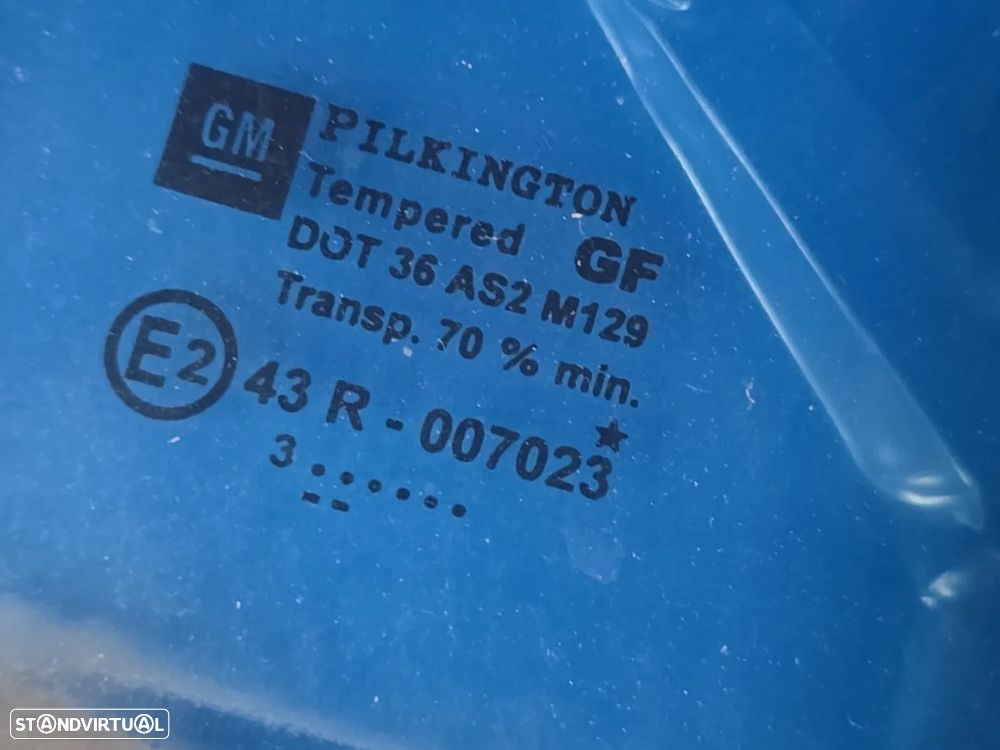 GM
PILKINGTON
Tempered GF
DOT 36 AS2 M129
Transp. 70 % min.
E2 43 R - 007023
3 ......
STANDVIRTUAL